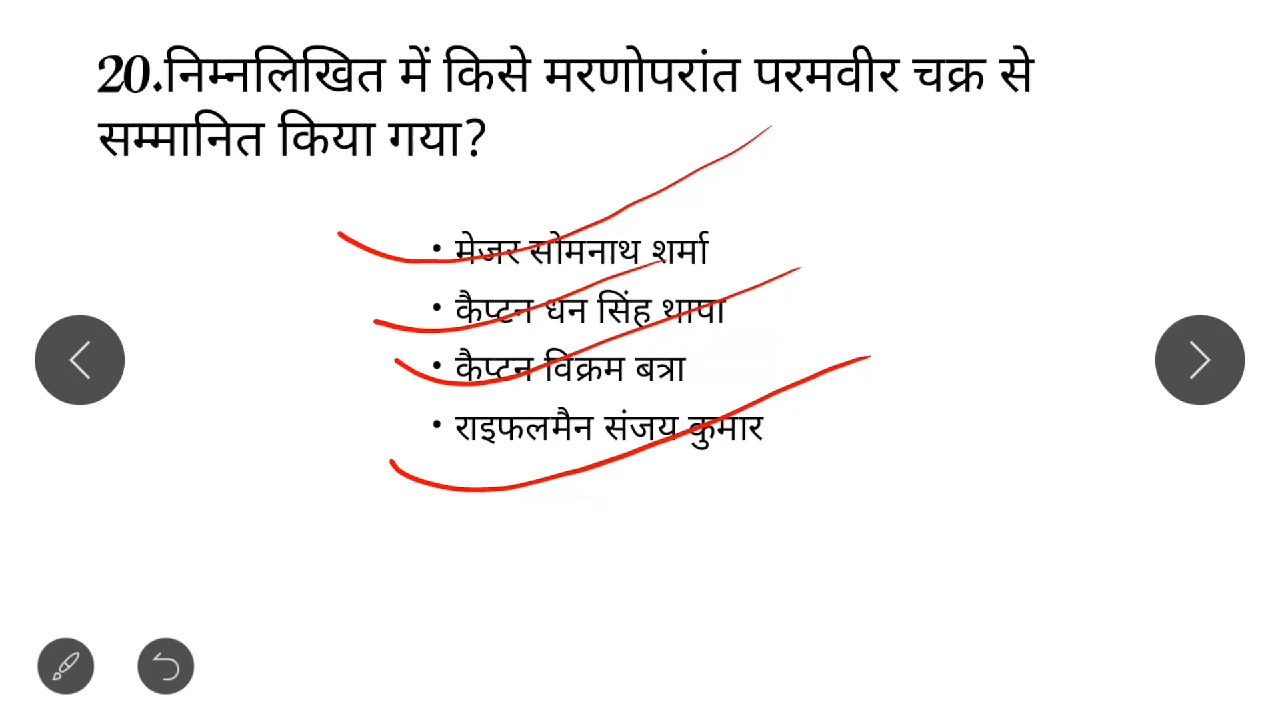 20.निम्नलिखित में किसे मरणोपरांत परमवीर चक्र से
सम्मानित किया गया?
• मेजर सोमनाथ शर्मा
• कैप्टन धन सिंह थापा
• कैप्टन विक्रम बत्रा
• राइफलमैन संजय कुमार